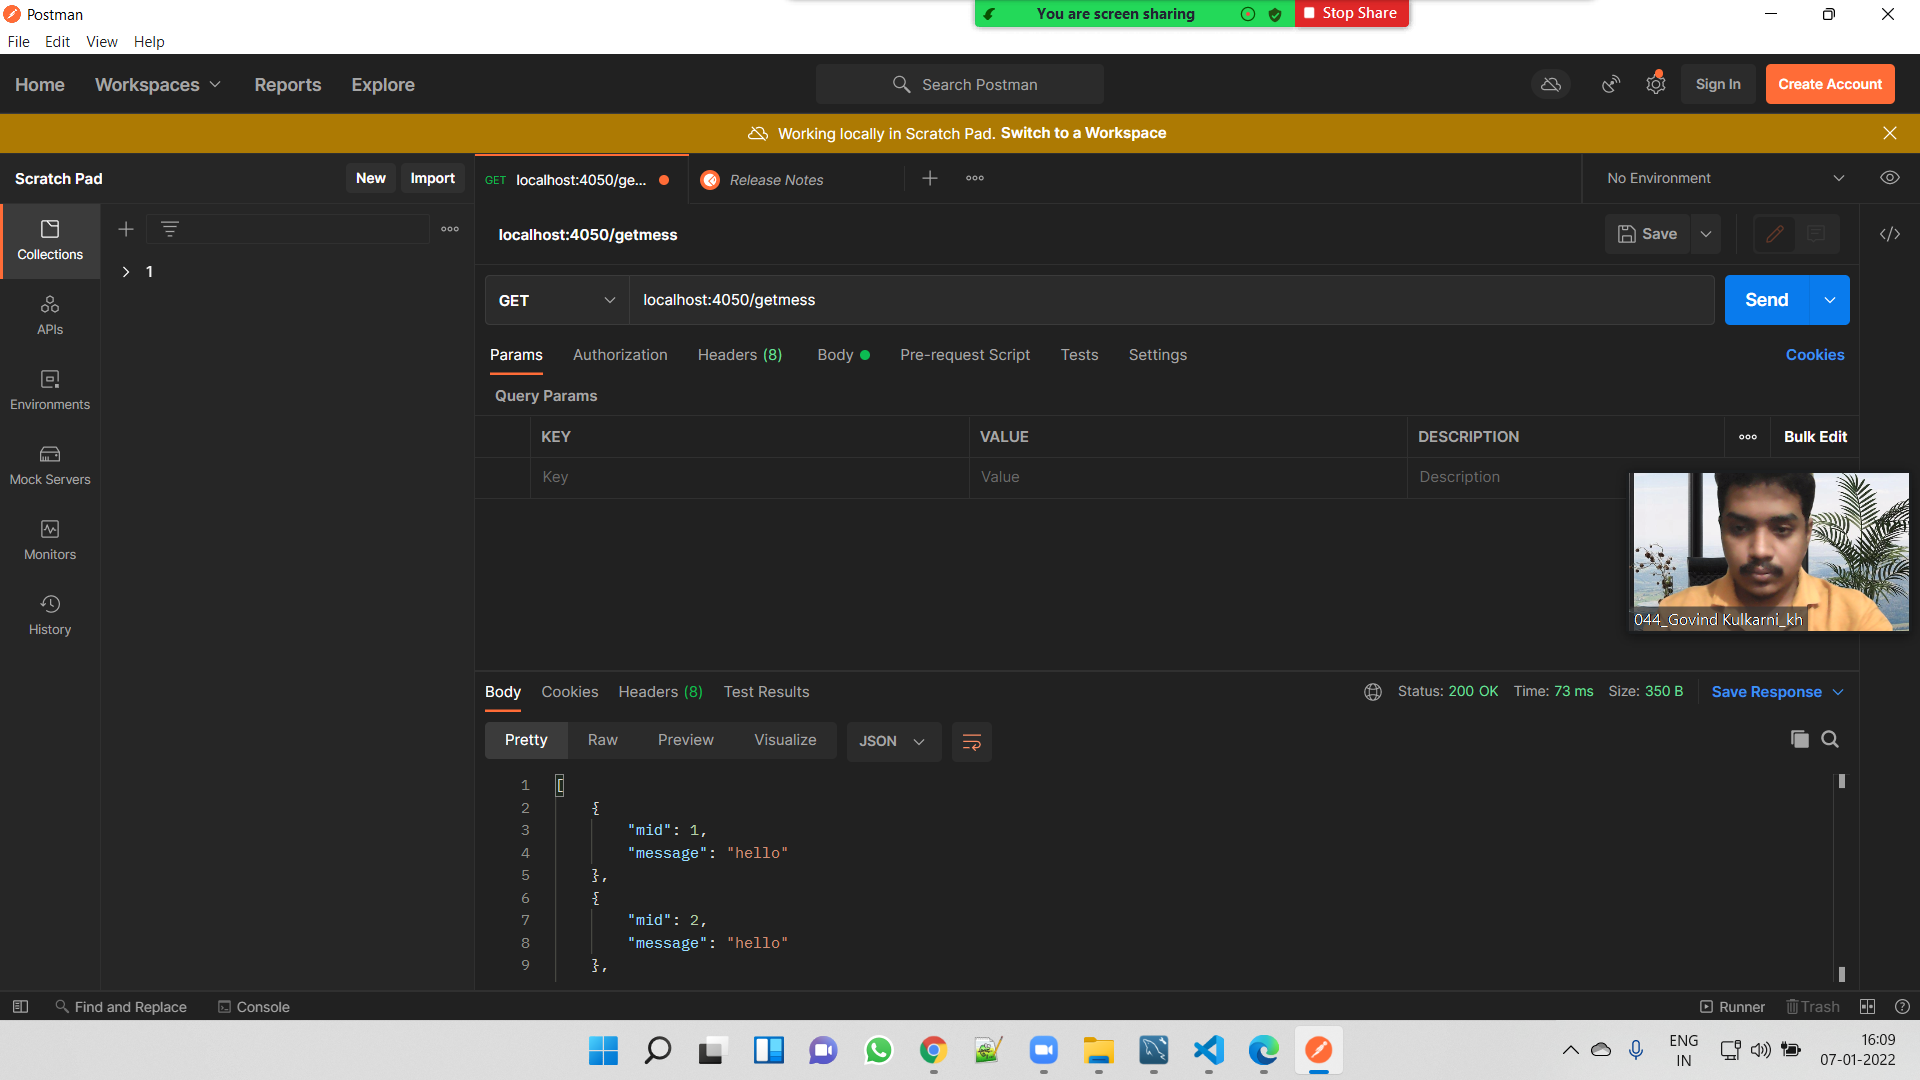 Postman
You are screen sharing
Stop Share
File Edit View Help
Home Workspaces Reports Explore
Search Postman
Sign In
Create Account
Working locally in Scratch Pad. Switch to a Workspace
Scratch Pad
New
Import
GET localhost:4050/ge...
Release Notes
No Environment
Collections
1
localhost:4050/getmess
Save
GET
localhost:4050/getmess
Send
APIs
Params Authorization Headers (8) Body Pre-request Script Tests Settings
Cookies
Query Params
Environments
KEY VALUE DESCRIPTION
Bulk Edit
Key Value Description
Mock Servers
Monitors
History
044_Govind Kulkarni_kh
Body Cookies Headers (8) Test Results
Status: 200 OK Time: 73 ms Size: 350 B
Save Response
Pretty Raw Preview Visualize
JSON
1 [
2 {
3 "mid": 1,
4 "message": "hello"
5 },
6 {
7 "mid": 2,
8 "message": "hello"
9 },
Find and Replace
Console
Runner
Trash
ENG
IN
16:09
07-01-2022